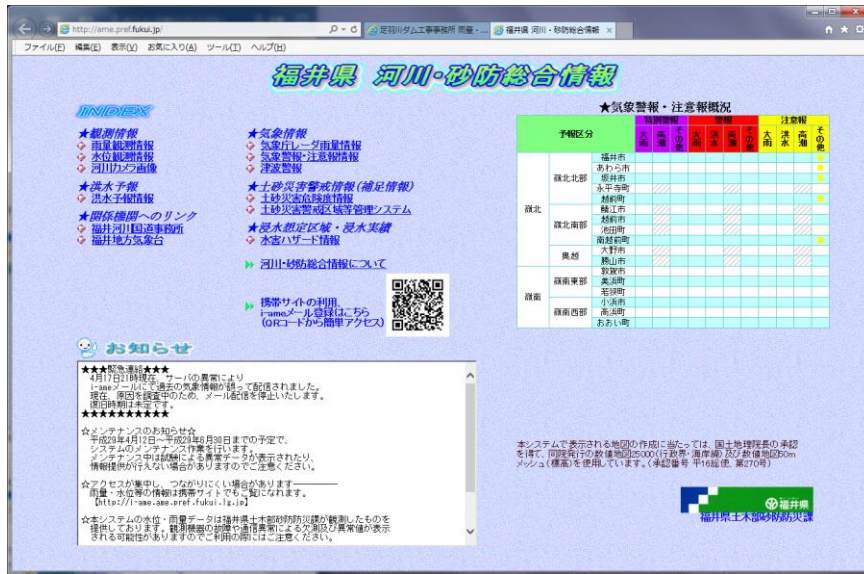 http://ame.pref.fukui.jp/
足羽川ダム工事事務所 雨量・...
福井県 河川・砂防総合情報
ファイル(F) 編集(E) 表示(V) お気に入り(A) ツール(T) ヘルプ(H)
福井県 河川・砂防総合情報
INDEX
★観測情報
雨量観測情報
水位観測情報
河川カメラ画像
★洪水予報
洪水予報情報
★関係機関へのリンク
福井河川国道事務所
福井地方気象台
★気象情報
気象庁レーダ雨量情報
気象警報・注意報情報
津波警報
★土砂災害警戒情報(補足情報)
土砂災害危険度情報
土砂災害警戒区域等管理システム
★浸水想定区域・浸水実績
水害ハザード情報
河川・砂防総合情報について
携帯サイトの利用、
i-ameメール登録はこちら
(QRコードから簡単アクセス)
★気象警報・注意報概況
予報区分 特別警報 警報 注意報
大雨 高潮 その他 大雨 洪水 高潮 その他 大雨 洪水 高潮 その他
嶺北
嶺北北部
福井市
あわら市
坂井市
永平寺町
越前町
嶺北南部
鯖江市
越前市
池田町
南越前町
奥越
大野市
勝山市
嶺南
嶺南東部
敦賀市
美浜町
若狭町
嶺南西部
小浜市
高浜町
おおい町
お知らせ
★★★緊急連絡★★★
4月17日21時現在、サーバの異常により
i-ameメールにて過去の気象情報が誤って配信されました。
現在、原因を調査中のため、メール配信を停止いたします。
復旧時期は未定です。
★★★★★★★★★★
☆メンテナンスのお知らせ☆
平成29年4月12日~平成29年6月30日までの予定で、
システムのメンテナンス作業を行います。
メンテナンス中は試験による異常データが表示されたり、
情報提供が行えない場合がありますのでご注意ください。
☆アクセスが集中し、つながりにくい場合があります――――
雨量・水位等の情報は携帯サイトでもご覧になれます。
【http://i-ame.ame.pref.fukui.lg.jp】
☆本システムの水位・雨量データは福井県土木部砂防防災課が観測したものを
提供しております。観測機器の故障や通信異常による欠測及び異常値が表示
される可能性がありますのでご利用の際にはご注意ください。
本システムで表示される地図の作成に当たっては、国土地理院長の承認
を得て、同院発行の数値地図25000(行政界・海岸線)及び数値地図50m
メッシュ(標高)を使用しています。(承認番号 平16総使、第270号)
福井県
福井県土木部砂防防災課